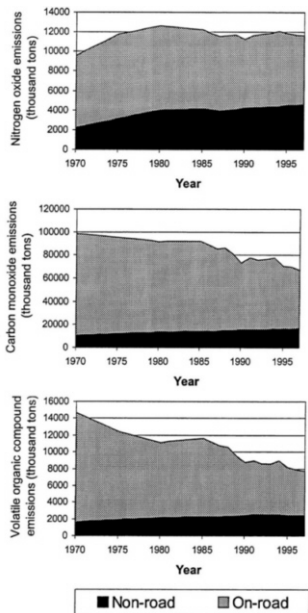 Nitrogen oxide emissions
(thousand tons)
14000
12000
10000
8000
6000
4000
2000
0
1970 1975 1980 1985 1990 1995
Year
Carbon monoxide emissions
(thousand tons)
120000
100000
80000
60000
40000
20000
0
1970 1975 1980 1985 1990 1995
Year
Volatile organic compound
emissions (thousand tons)
16000
14000
12000
10000
8000
6000
4000
2000
0
1970 1975 1980 1985 1990 1995
Year
Non-road On-road